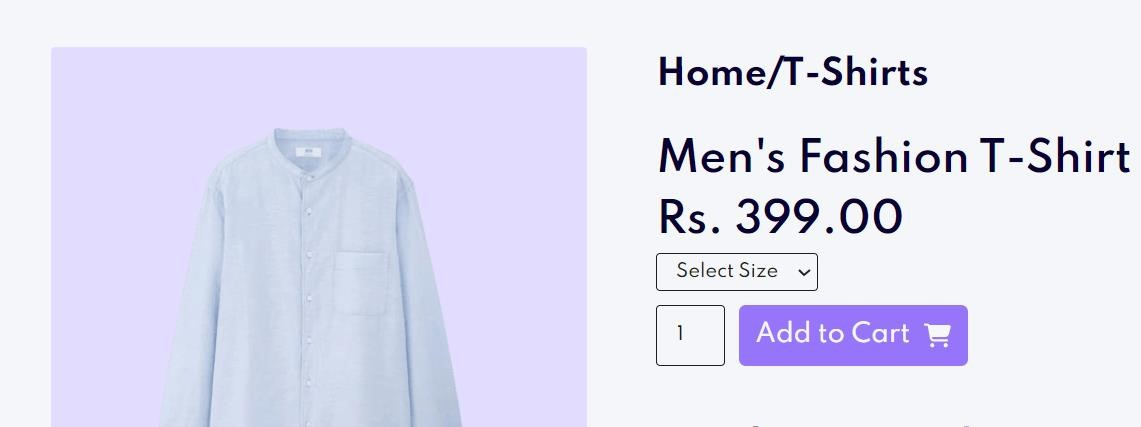 Home/T-Shirts
Men's Fashion T-Shirt
Rs. 399.00
Select Size
1
Add to Cart